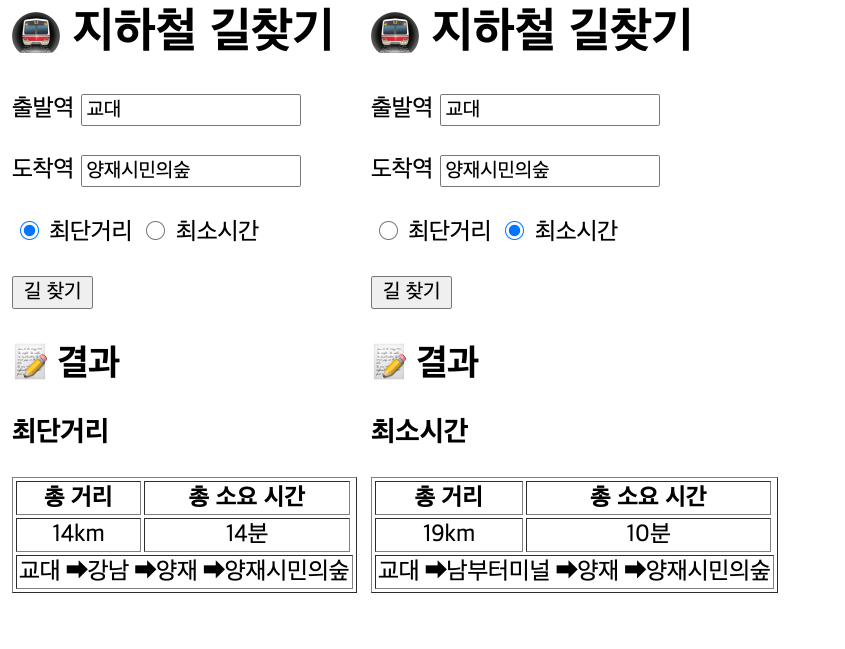 지하철 길찾기
출발역 교대
도착역 양재시민의숲
최단거리 최소시간
길 찾기
결과
최단거리
총 거리 총 소요 시간
14km 14분
교대 ➡강남 ➡양재 ➡양재시민의숲
지하철 길찾기
출발역 교대
도착역 양재시민의숲
최단거리 최소시간
길 찾기
결과
최소시간
총 거리 총 소요 시간
19km 10분
교대 ➡남부터미널 ➡양재 ➡양재시민의숲